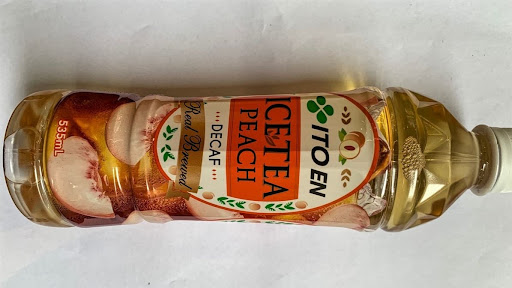 ITO EN
ICE TEA
PEACH
DECAF
Real Brewed
535mL